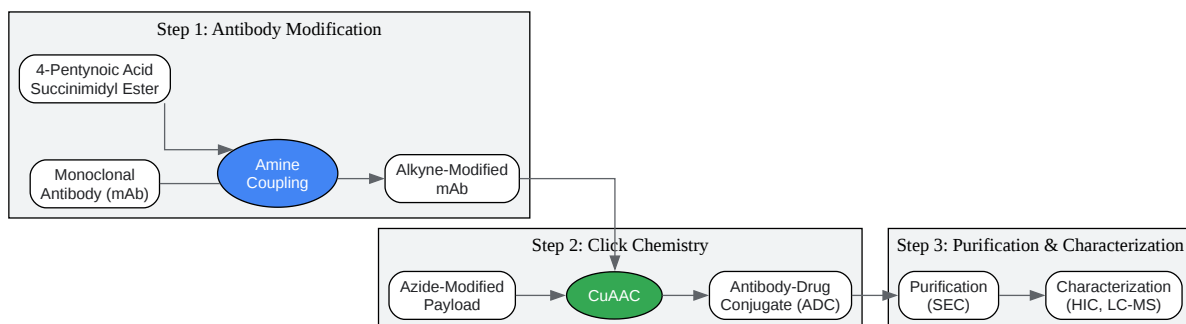 Step 1: Antibody Modification
4-Pentynoic Acid
Succinimidyl Ester
Monoclonal
Antibody (mAb)
Amine
Coupling
Alkyne-Modified
mAb
Step 2: Click Chemistry
Azide-Modified
Payload
CuAAC
Antibody-Drug
Conjugate (ADC)
Step 3: Purification & Characterization
Purification
(SEC)
Characterization
(HIC, LC-MS)